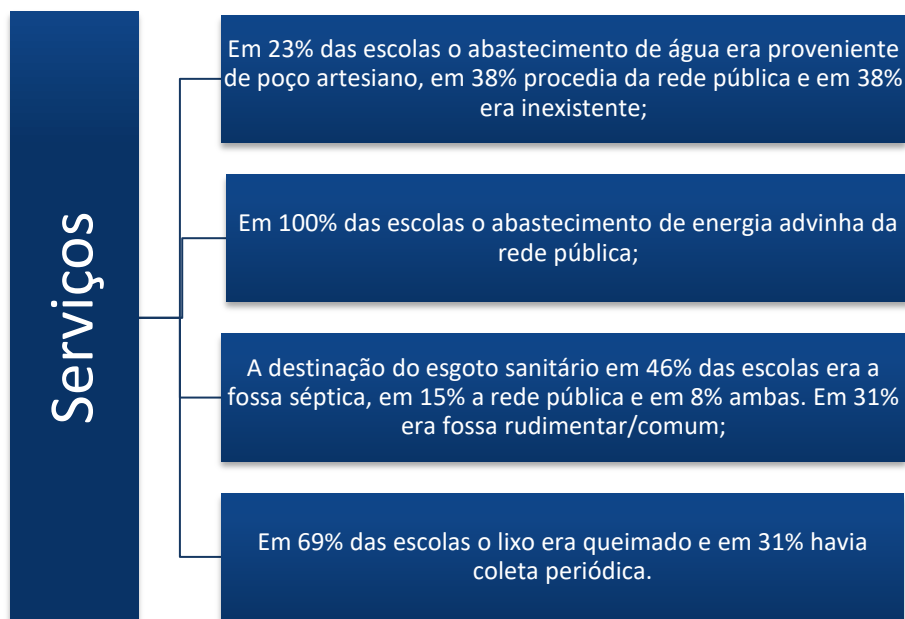 Serviços
Em 23% das escolas o abastecimento de água era proveniente
de poço artesiano, em 38% procedia da rede pública e em 38%
era inexistente;
Em 100% das escolas o abastecimento de energia advinha da
rede pública;
A destinação do esgoto sanitário em 46% das escolas era a
fossa séptica, em 15% a rede pública e em 8% ambas. Em 31%
era fossa rudimentar/comum;
Em 69% das escolas o lixo era queimado e em 31% havia
coleta periódica.